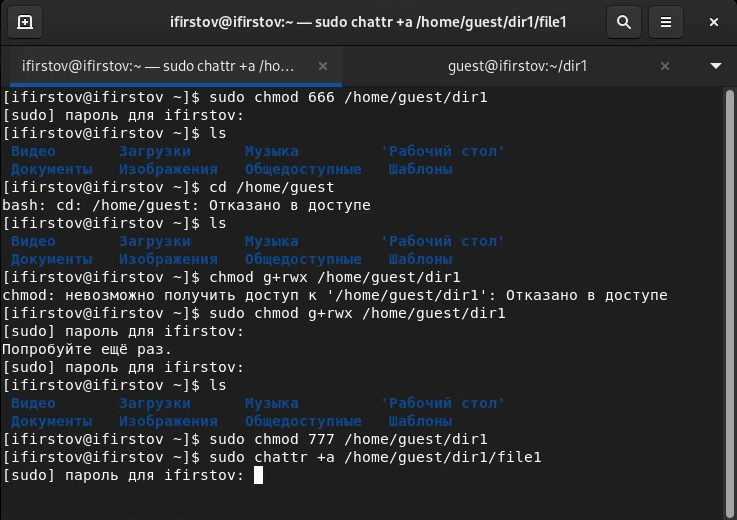 ifirstov@ifirstov:~ — sudo chattr +a /home/guest/dir1/file1
ifirstov@ifirstov:~ — sudo chattr +a /ho…
guest@ifirstov:~/dir1
[ifirstov@ifirstov ~]$ sudo chmod 666 /home/guest/dir1
[sudo] пароль для ifirstov:
[ifirstov@ifirstov ~]$ ls
Видео Загрузки Музыка 'Рабочий стол'
Документы Изображения Общедоступные Шаблоны
[ifirstov@ifirstov ~]$ cd /home/guest
bash: cd: /home/guest: Отказано в доступе
[ifirstov@ifirstov ~]$ ls
Видео Загрузки Музыка 'Рабочий стол'
Документы Изображения Общедоступные Шаблоны
[ifirstov@ifirstov ~]$ chmod g+rwx /home/guest/dir1
chmod: невозможно получить доступ к '/home/guest/dir1': Отказано в доступе
[ifirstov@ifirstov ~]$ sudo chmod g+rwx /home/guest/dir1
[sudo] пароль для ifirstov:
Попробуйте ещё раз.
[sudo] пароль для ifirstov:
[ifirstov@ifirstov ~]$ ls
Видео Загрузки Музыка 'Рабочий стол'
Документы Изображения Общедоступные Шаблоны
[ifirstov@ifirstov ~]$ sudo chmod 777 /home/guest/dir1
[ifirstov@ifirstov ~]$ sudo chattr +a /home/guest/dir1/file1
[sudo] пароль для ifirstov: